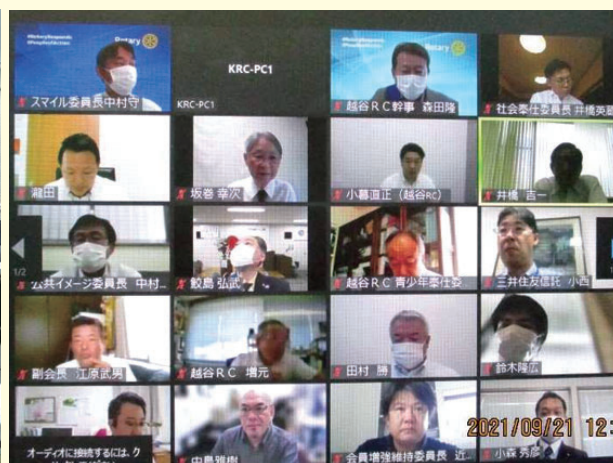 #RotaryResponds
#PeopleofAction
Rotary
スマイル委員長中村守
KRC-PC1
KRC-PC1
Rotary
越谷ＲＣ幹事 森田隆
社会奉仕委員長 井橋英
瀧田
坂巻 幸次
小暮直正（越谷RC）
井橋 吉一
1/2
公共イメージ委員長 中村...
鮫島 弘武
越谷ＲＣ 青少年奉仕委...
三井住友信託 小西
副会長 江原武男
越谷ＲＣ 増元
田村 勝
鈴木隆広
オーディオに接続するには、ク
中島雅樹
会員増強維持委員長 近...
小森 秀彦
2021/09/21 12: